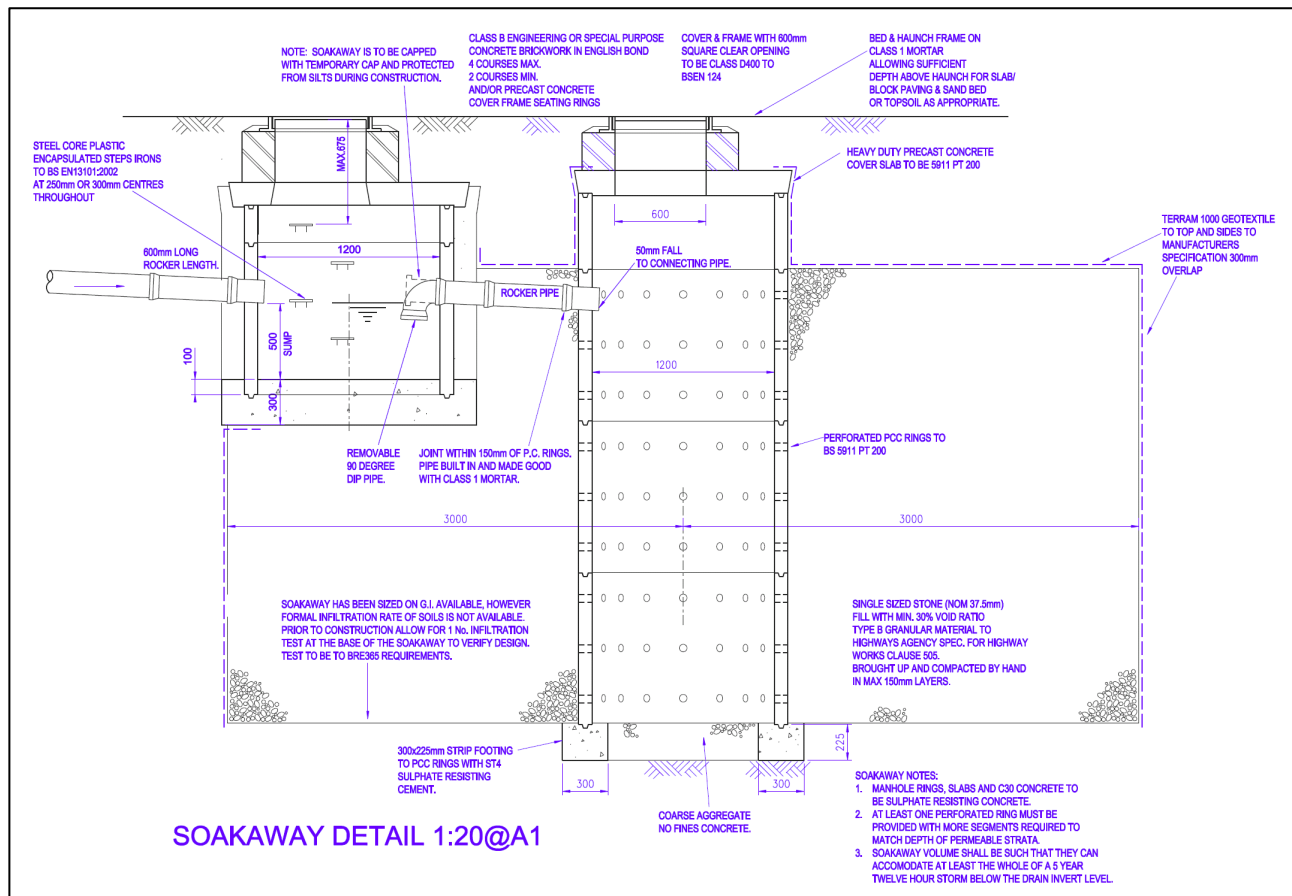 NOTE: SOAKAWAY IS TO BE CAPPED
WITH TEMPORARY CAP AND PROTECTED
FROM SILTS DURING CONSTRUCTION.
CLASS B ENGINEERING OR SPECIAL PURPOSE
CONCRETE BRICKWORK IN ENGLISH BOND
4 COURSES MAX.
2 COURSES MIN.
AND/OR PRECAST CONCRETE
COVER FRAME SEATING RINGS
COVER & FRAME WITH 600mm
SQUARE CLEAR OPENING
TO BE CLASS D400 TO
BSEN 124
BED & HAUNCH FRAME ON
CLASS 1 MORTAR
ALLOWING SUFFICIENT
DEPTH ABOVE HAUNCH FOR SLAB/
BLOCK PAVING & SAND BED
OR TOPSOIL AS APPROPRIATE.
STEEL CORE PLASTIC
ENCAPSULATED STEPS IRONS
TO BS EN13101:2002
AT 250mm OR 300mm CENTRES
THROUGHOUT
MAX.675
HEAVY DUTY PRECAST CONCRETE
COVER SLAB TO BE 5911 PT 200
600
TERRAM 1000 GEOTEXTILE
TO TOP AND SIDES TO
MANUFACTURERS
SPECIFICATION 300mm
OVERLAP
600mm LONG
ROCKER LENGTH.
1200
50mm FALL
TO CONNECTING PIPE.
ROCKER PIPE
500
SUMP
100
300
1200
REMOVABLE
90 DEGREE
DIP PIPE.
JOINT WITHIN 150mm OF P.C. RINGS.
PIPE BUILT IN AND MADE GOOD
WITH CLASS 1 MORTAR.
PERFORATED PCC RINGS TO
BS 5911 PT 200
3000
3000
SOAKAWAY HAS BEEN SIZED ON G.I. AVAILABLE, HOWEVER
FORMAL INFILTRATION RATE OF SOILS IS NOT AVAILABLE.
PRIOR TO CONSTRUCTION ALLOW FOR 1 No. INFILTRATION
TEST AT THE BASE OF THE SOAKAWAY TO VERIFY DESIGN.
TEST TO BE TO BRE365 REQUIREMENTS.
SINGLE SIZED STONE (NOM 37.5mm)
FILL WITH MIN. 30% VOID RATIO
TYPE B GRANULAR MATERIAL TO
HIGHWAYS AGENCY SPEC. FOR HIGHWAY
WORKS CLAUSE 505.
BROUGHT UP AND COMPACTED BY HAND
IN MAX 150mm LAYERS.
300x225mm STRIP FOOTING
TO PCC RINGS WITH ST4
SULPHATE RESISTING
CEMENT.
225
300
300
COARSE AGGREGATE
NO FINES CONCRETE.
SOAKAWAY NOTES:
1. MANHOLE RINGS, SLABS AND C30 CONCRETE TO
BE SULPHATE RESISTING CONCRETE.
2. AT LEAST ONE PERFORATED RING MUST BE
PROVIDED WITH MORE SEGMENTS REQUIRED TO
MATCH DEPTH OF PERMEABLE STRATA.
3. SOAKAWAY VOLUME SHALL BE SUCH THAT THEY CAN
ACCOMODATE AT LEAST THE WHOLE OF A 5 YEAR
TWELVE HOUR STORM BELOW THE DRAIN INVERT LEVEL.
SOAKAWAY DETAIL 1:20@A1